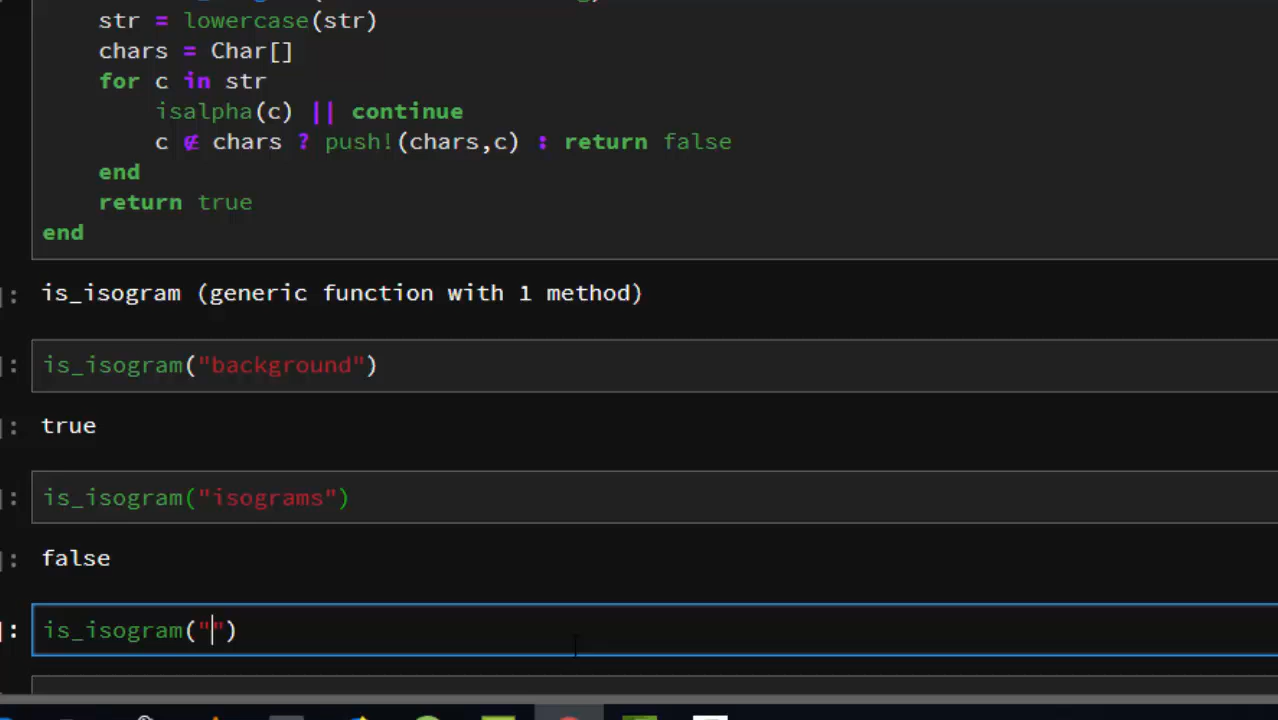 str = lowercase(str)
chars = Char[]
for c in str
isalpha(c) || continue
c ∉ chars ? push!(chars,c) : return false
end
return true
end
]: is_isogram (generic function with 1 method)
]: is_isogram("background")
]: true
]: is_isogram("isograms")
]: false
]: is_isogram("")